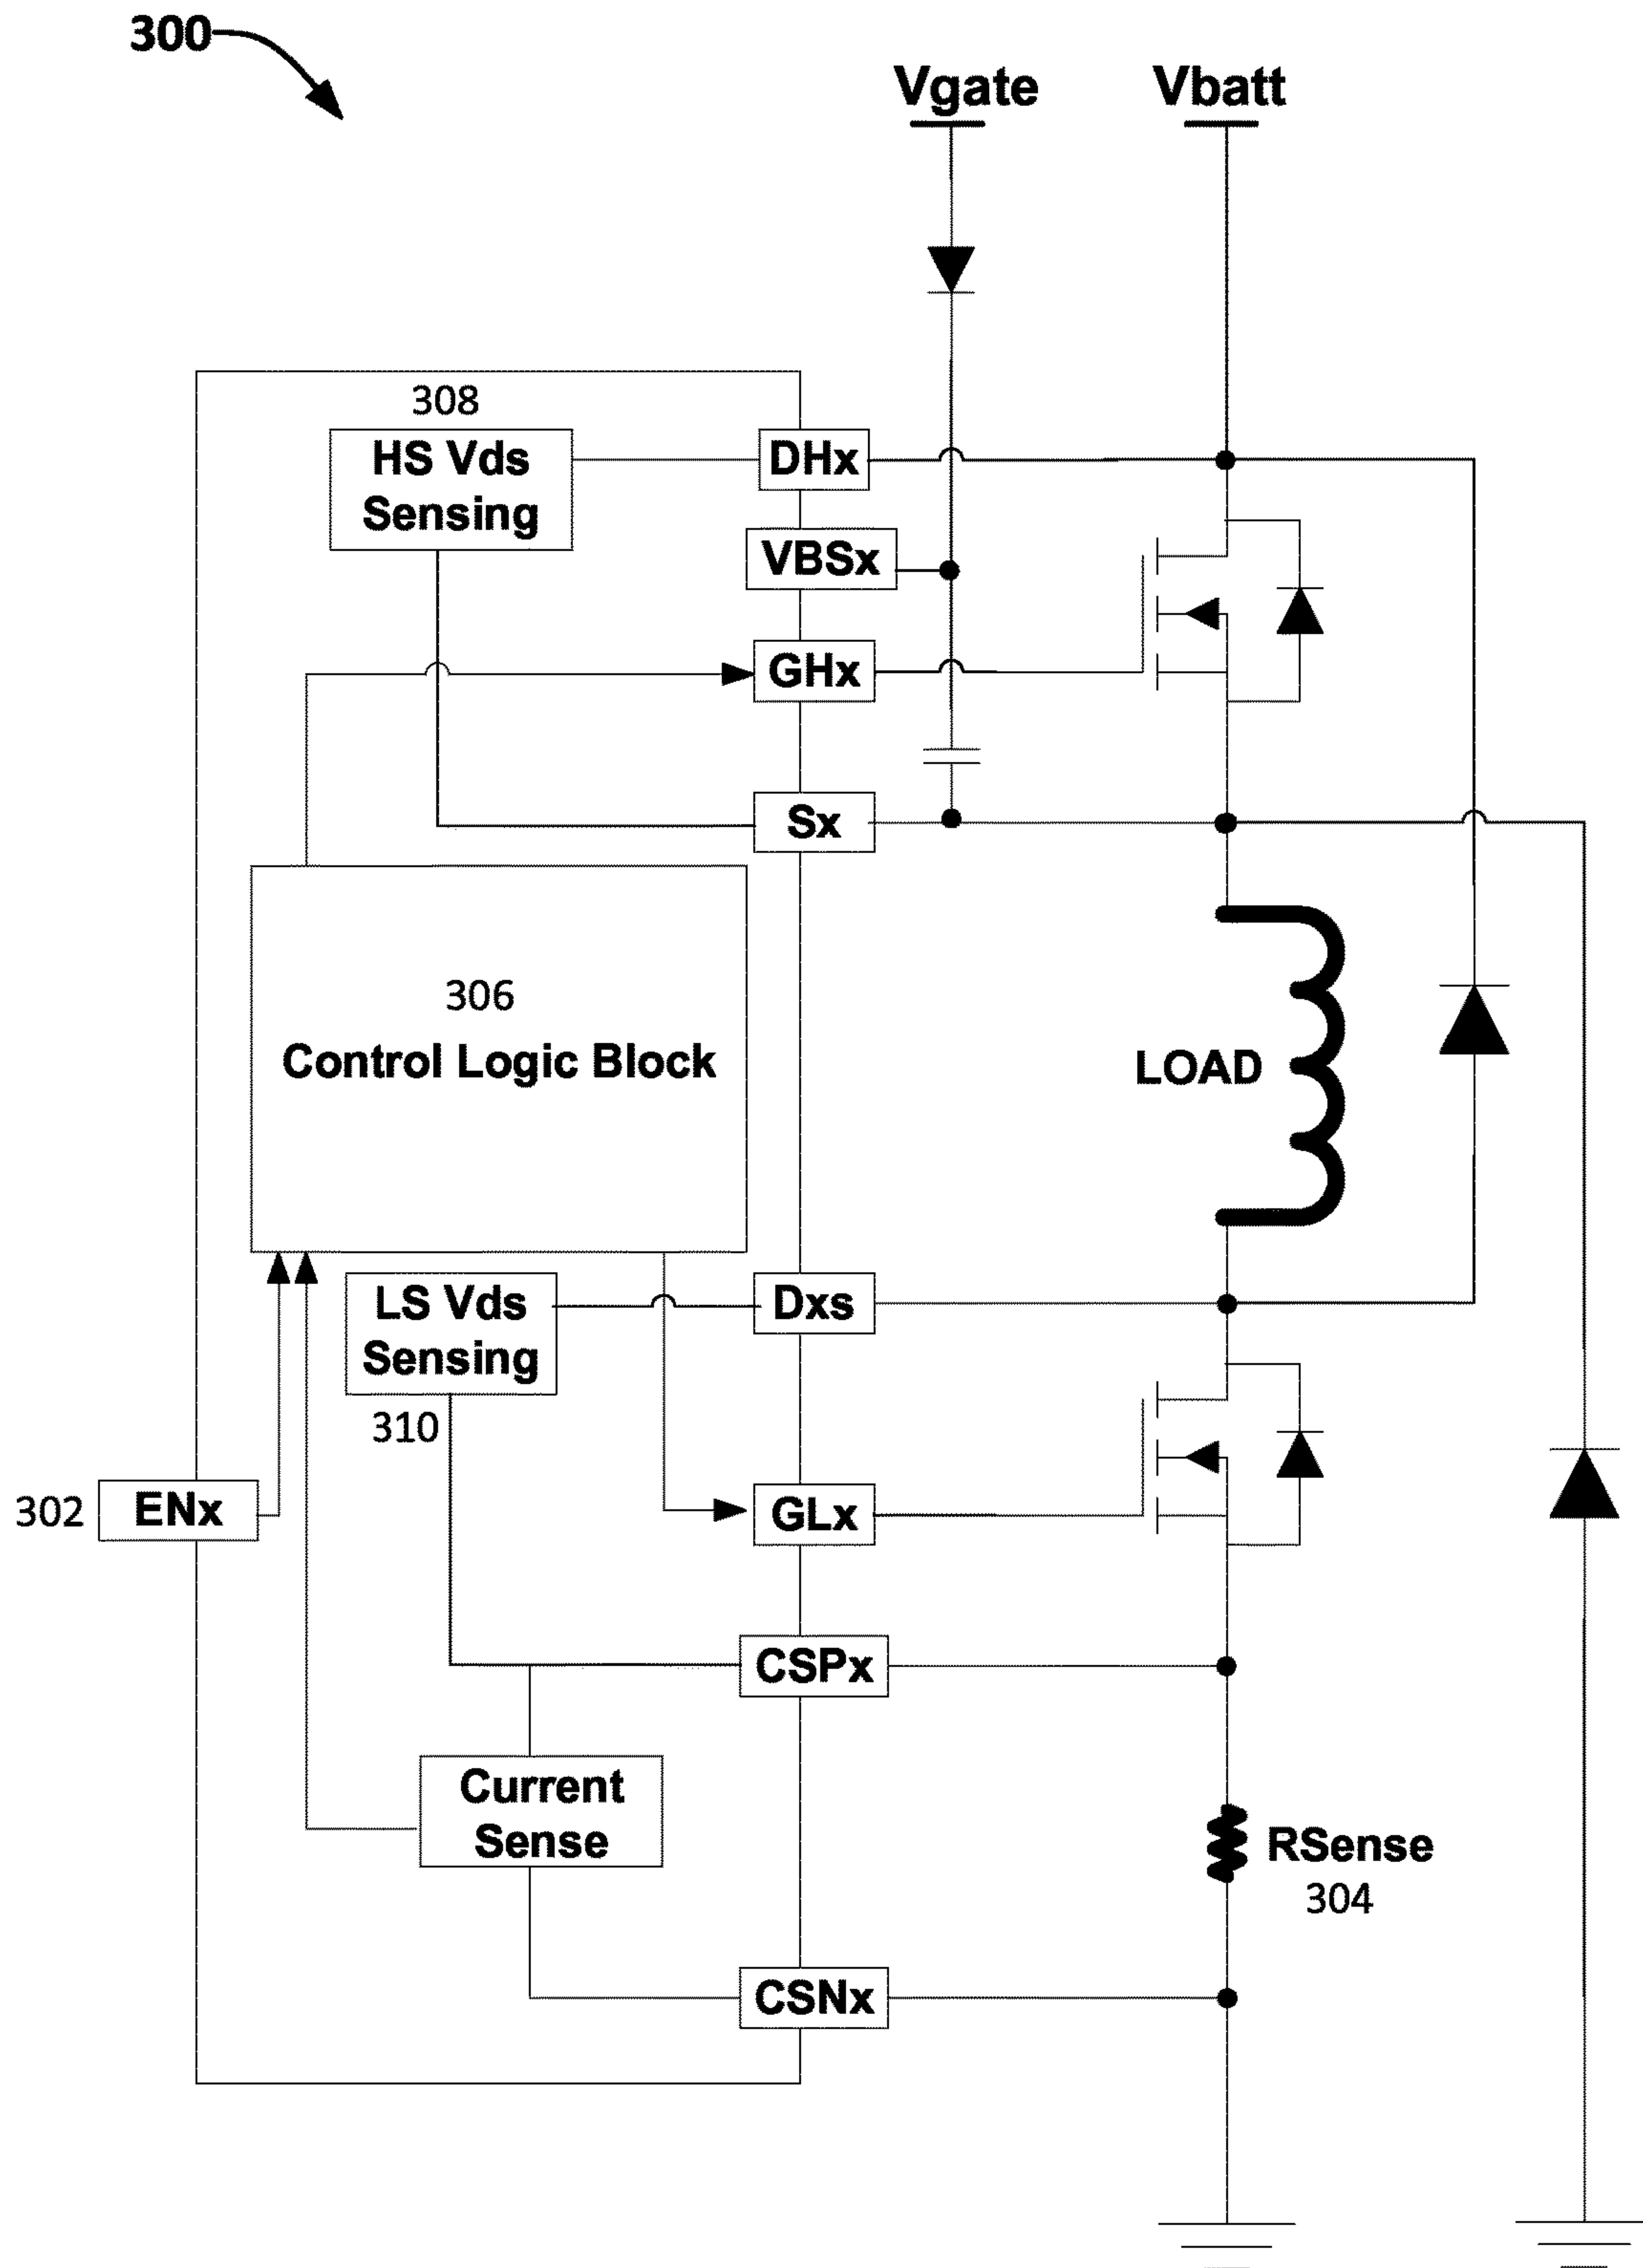 300
Vgate
Vbatt
308
HS Vds
Sensing
DHx
VBSx
GHx
Sx
306
Control Logic Block
LOAD
LS Vds
Sensing
310
Dxs
302
ENx
GLx
CSPx
Current
Sense
RSense
304
CSNx